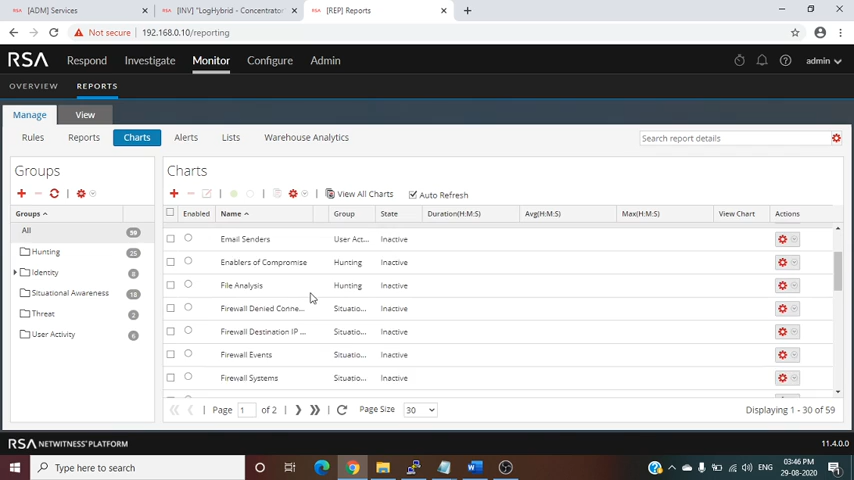 [ADM] Services
[INV] "LogHybrid - Concentrator
[REP] Reports
Not secure
192.168.0.10/reporting
RSA
Respond
Investigate
Monitor
Configure
Admin
admin
OVERVIEW
REPORTS
Manage
View
Rules
Reports
Charts
Alerts
Lists
Warehouse Analytics
Search report details
Groups
Groups
All 59
Hunting 25
Identity 8
Situational Awareness 18
Threat 2
User Activity 6
Charts
View All Charts
Auto Refresh
Enabled Name Group State Duration(H:M:S) Avg(H:M:S) Max(H:M:S) View Chart Actions
Email Senders User Act... Inactive
Enablers of Compromise Hunting Inactive
File Analysis Hunting Inactive
Firewall Denied Conne... Situatio... Inactive
Firewall Destination IP ... Situatio... Inactive
Firewall Events Situatio... Inactive
Firewall Systems Situatio... Inactive
Page 1 of 2
Page Size 30
Displaying 1 - 30 of 59
RSA NETWITNESS PLATFORM
11.4.0.0
Type here to search
ENG
03:46 PM
29-08-2020